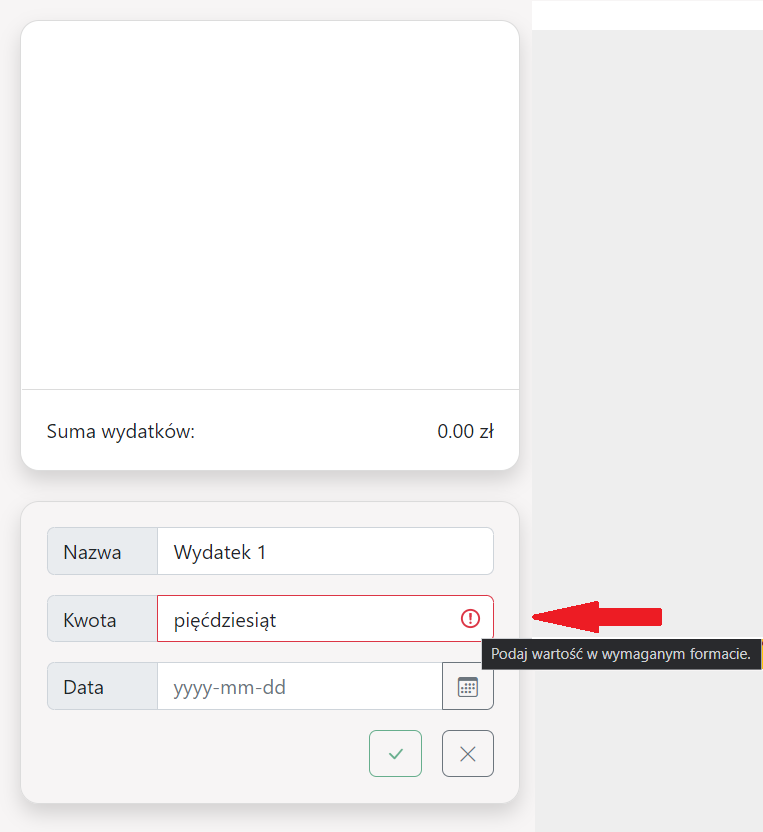 Suma wydatków: 0.00 zł
Nazwa Wydatek 1
Kwota pięćdziesiąt
Podaj wartość w wymaganym formacie.
Data yyyy-mm-dd